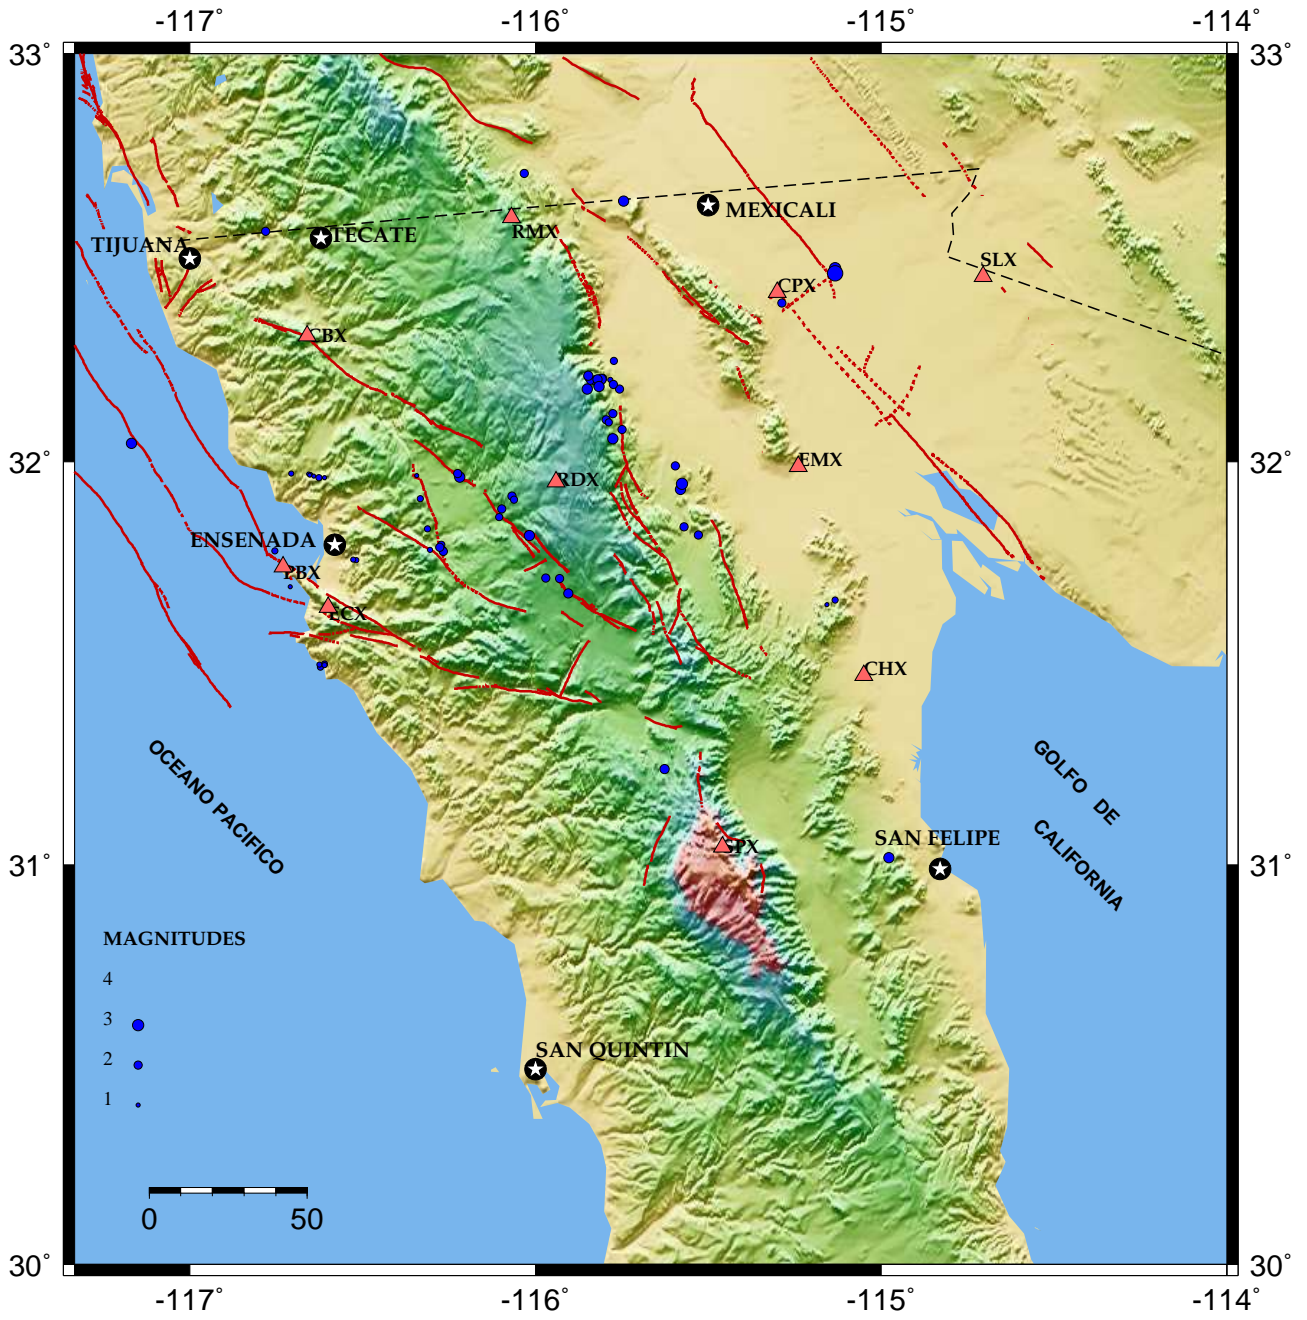 -117° -116° -115° -114°
33° 33°
MEXICALI
RMX
TECATE
TIJUANA
SLX
CPX
CBX
32° 32°
EMX
RDX
ENSENADA
PBX
ECX
CHX
OCEANO PACIFICO
GOLFO DE
CALIFORNIA
SAN FELIPE
SPX
31° 31°
MAGNITUDES
4
3
2
1
SAN QUINTIN
0 50
30° 30°
-117° -116° -115° -114°